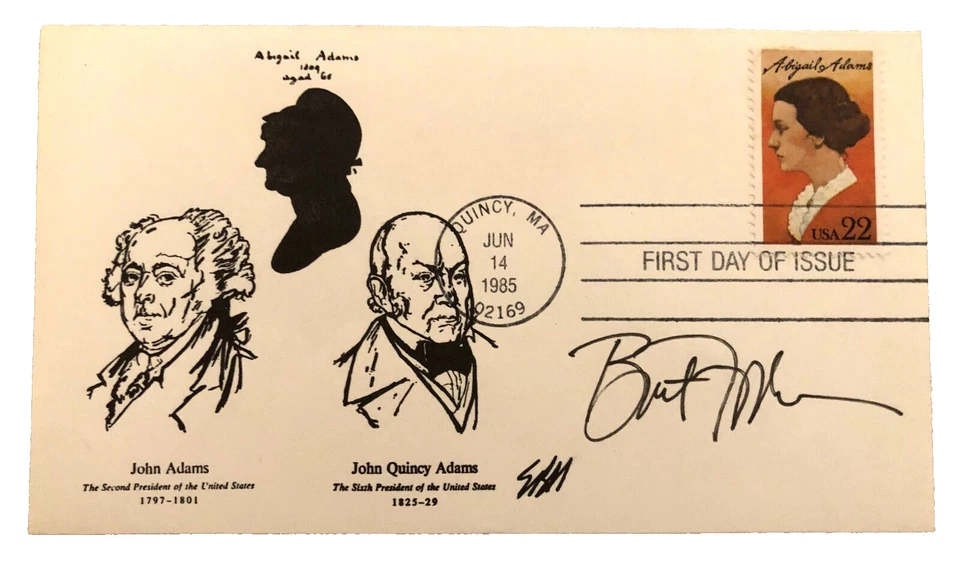 Abigail Adams
1809
aged 66
Abigail Adams
USA 22
QUINCY, MA
JUN
14
1985
02169
FIRST DAY OF ISSUE
John Adams
The Second President of the United States
1797-1801
John Quincy Adams
The Sixth President of the United States
1825-29